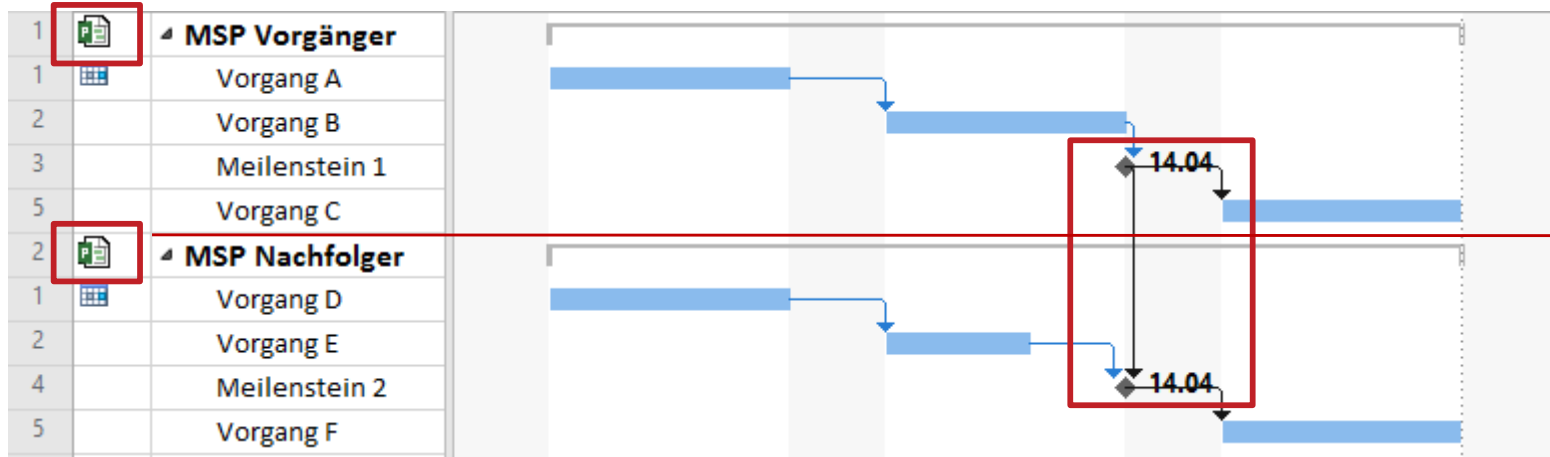 1 MSP Vorgänger
1 Vorgang A
2 Vorgang B
3 Meilenstein 1 14.04
5 Vorgang C
2 MSP Nachfolger
1 Vorgang D
2 Vorgang E
4 Meilenstein 2 14.04
5 Vorgang F